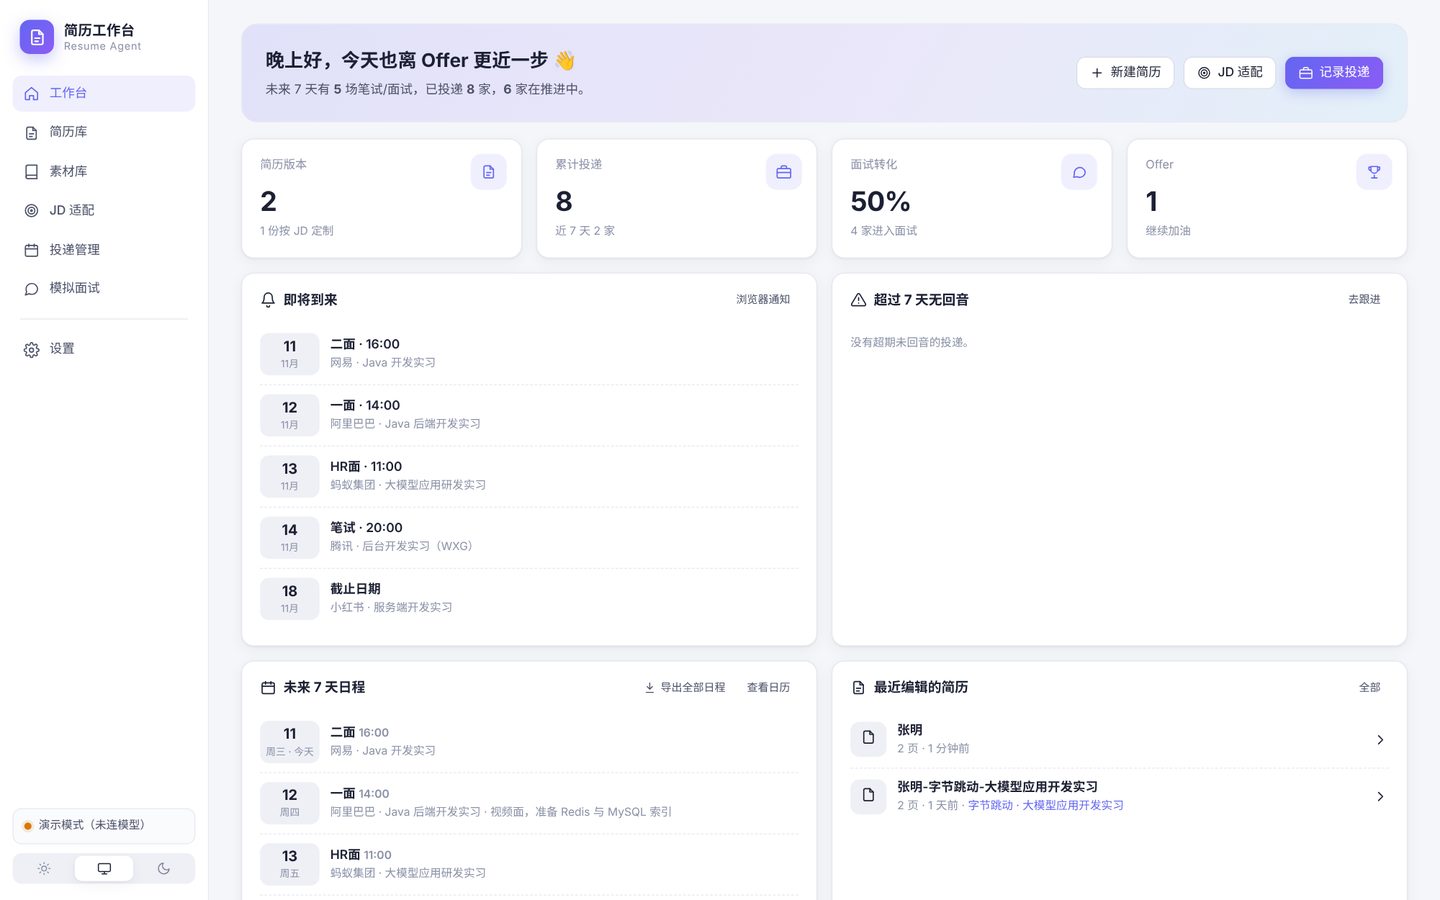 简历工作台
Resume Agent
工作台
简历库
素材库
JD 适配
投递管理
模拟面试
设置
演示模式（未连模型）
晚上好，今天也离 Offer 更近一步 👋
未来 7 天有 5 场笔试/面试，已投递 8 家，6 家在推进中。
新建简历
JD 适配
记录投递
简历版本
2
1 份按 JD 定制
累计投递
8
近 7 天 2 家
面试转化
50%
4 家进入面试
Offer
1
继续加油
即将到来
浏览器通知
11
11月
二面 · 16:00
网易 · Java 开发实习
12
11月
一面 · 14:00
阿里巴巴 · Java 后端开发实习
13
11月
HR面 · 11:00
蚂蚁集团 · 大模型应用研发实习
14
11月
笔试 · 20:00
腾讯 · 后台开发实习（WXG）
18
11月
截止日期
小红书 · 服务端开发实习
超过 7 天无回音
去跟进
没有超期未回音的投递。
未来 7 天日程
导出全部日程
查看日历
11
周三 · 今天
二面 16:00
网易 · Java 开发实习
12
周四
一面 14:00
阿里巴巴 · Java 后端开发实习 · 视频面，准备 Redis 与 MySQL 索引
13
周五
HR面 11:00
蚂蚁集团 · 大模型应用研发实习
最近编辑的简历
全部
张明
2 页 · 1 分钟前
张明-字节跳动-大模型应用开发实习
2 页 · 1 天前 · 字节跳动 · 大模型应用开发实习